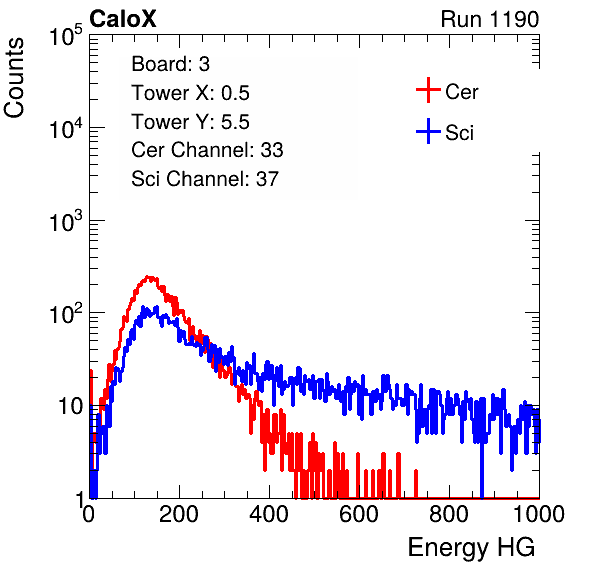 CaloX Run 1190
Counts
Board: 3
Tower X: 0.5
Tower Y: 5.5
Cer Channel: 33
Sci Channel: 37
Cer
Sci
10^5
10^4
10^3
10^2
10
1
0 200 400 600 800 1000
Energy HG